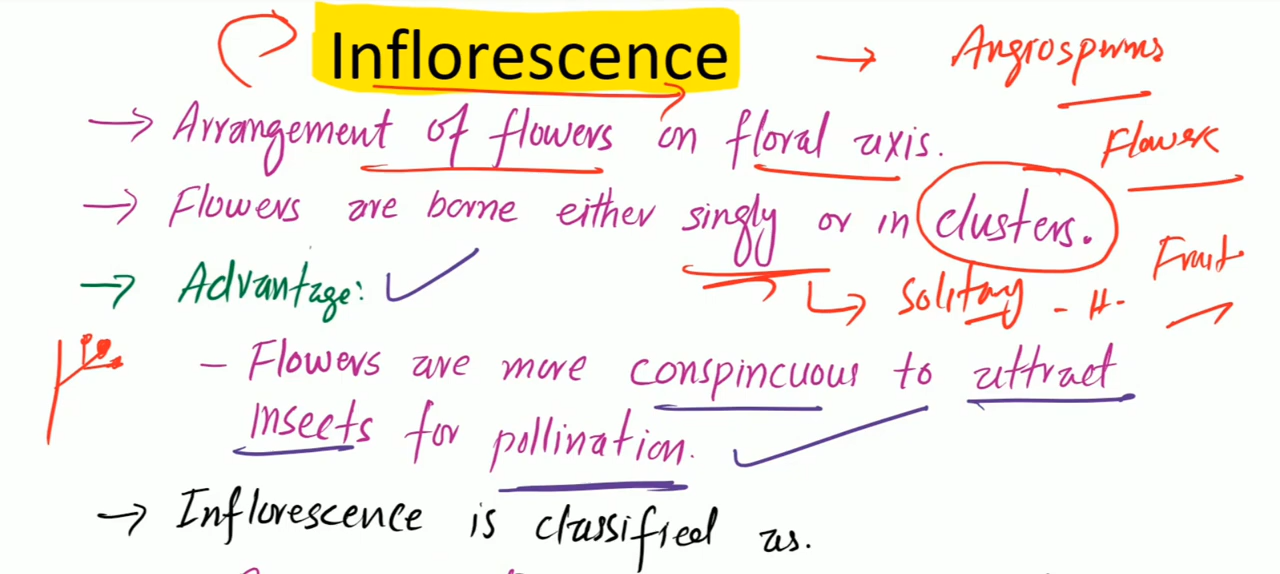 Inflorescence → Angiosperms
→ Arrangement of flowers on floral axis.
Flower
→ Flowers are borne either singly or in clusters.
Fruit
→ Advantage:
↳ Solitary - H-
- Flowers are more conspincuous to attract
insects for pollination.
→ Inflorescence is classified as.